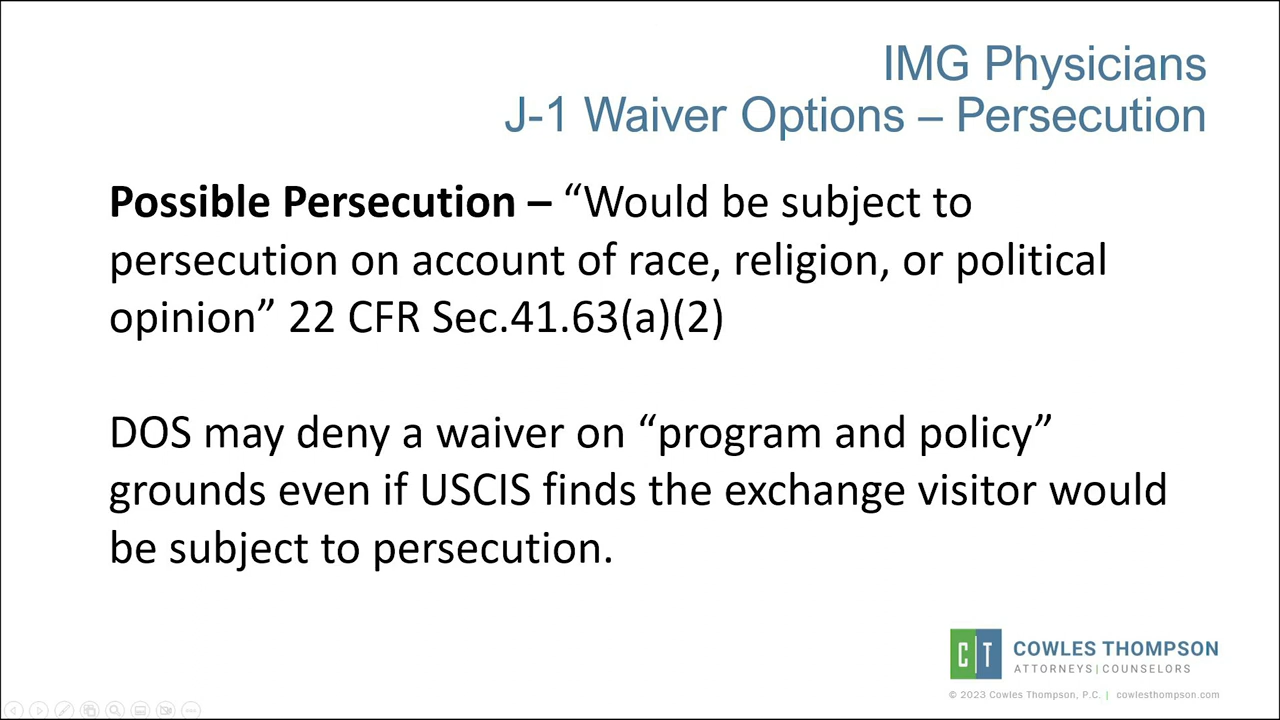 IMG Physicians
J-1 Waiver Options – Persecution
Possible Persecution – “Would be subject to
persecution on account of race, religion, or political
opinion” 22 CFR Sec.41.63(a)(2)
DOS may deny a waiver on “program and policy”
grounds even if USCIS finds the exchange visitor would
be subject to persecution.
CT
COWLES THOMPSON
ATTORNEYS|COUNSELORS
© 2023 Cowles Thompson, P.C. | cowlesthompson.com